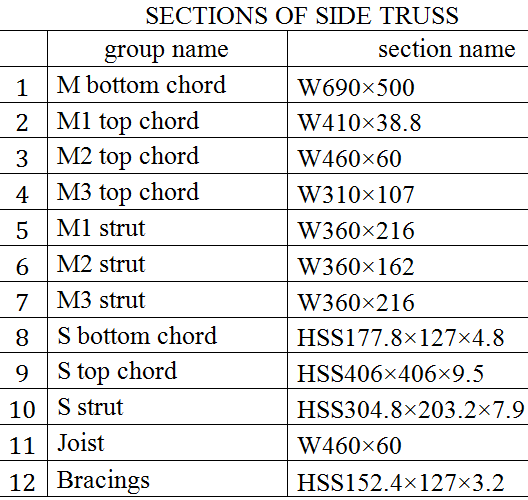 SECTIONS OF SIDE TRUSS
group name section name
1 M bottom chord W690×500
2 M1 top chord W410×38.8
3 M2 top chord W460×60
4 M3 top chord W310×107
5 M1 strut W360×216
6 M2 strut W360×162
7 M3 strut W360×216
8 S bottom chord HSS177.8×127×4.8
9 S top chord HSS406×406×9.5
10 S strut HSS304.8×203.2×7.9
11 Joist W460×60
12 Bracings HSS152.4×127×3.2